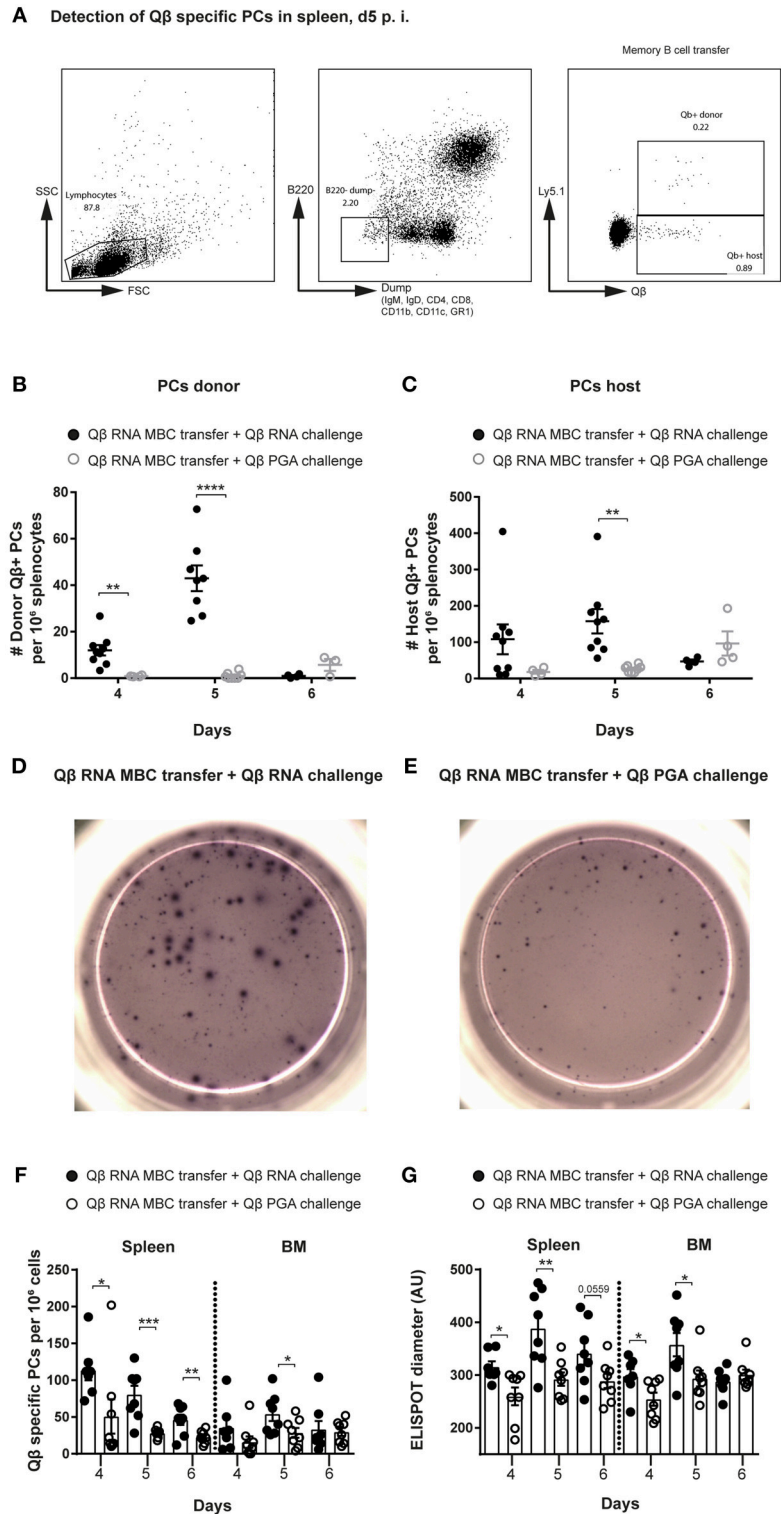 A Detection of Qβ specific PCs in spleen, d5 p. i.
Memory B cell transfer
SSC
Lymphocytes
87.8
FSC
B220
B220- dump-
2.20
Dump
(IgM, IgD, CD4, CD8,
CD11b, CD11c, GR1)
Ly5.1
Qb+ donor
0.22
Qb+ host
0.89
Qβ
B PCs donor
Qβ RNA MBC transfer + Qβ RNA challenge
Qβ RNA MBC transfer + Qβ PGA challenge
# Donor Qβ+ PCs
per 10⁶ splenocytes
80
60
40
20
0
**
****
4 5 6
Days
C PCs host
Qβ RNA MBC transfer + Qβ RNA challenge
Qβ RNA MBC transfer + Qβ PGA challenge
# Host Qβ+ PCs
per 10⁶ splenocytes
500
400
300
200
100
0
**
4 5 6
Days
D Qβ RNA MBC transfer + Qβ RNA challenge
E Qβ RNA MBC transfer + Qβ PGA challenge
F Qβ RNA MBC transfer + Qβ RNA challenge
Qβ RNA MBC transfer + Qβ PGA challenge
Spleen BM
Qβ specific PCs per 10⁶ cells
250
200
150
100
50
0
*
***
**
*
4 5 6 4 5 6
Days
G Qβ RNA MBC transfer + Qβ RNA challenge
Qβ RNA MBC transfer + Qβ PGA challenge
Spleen BM
ELISPOT diameter (AU)
500
400
300
200
*
**
0.0559
*
*
4 5 6 4 5 6
Days